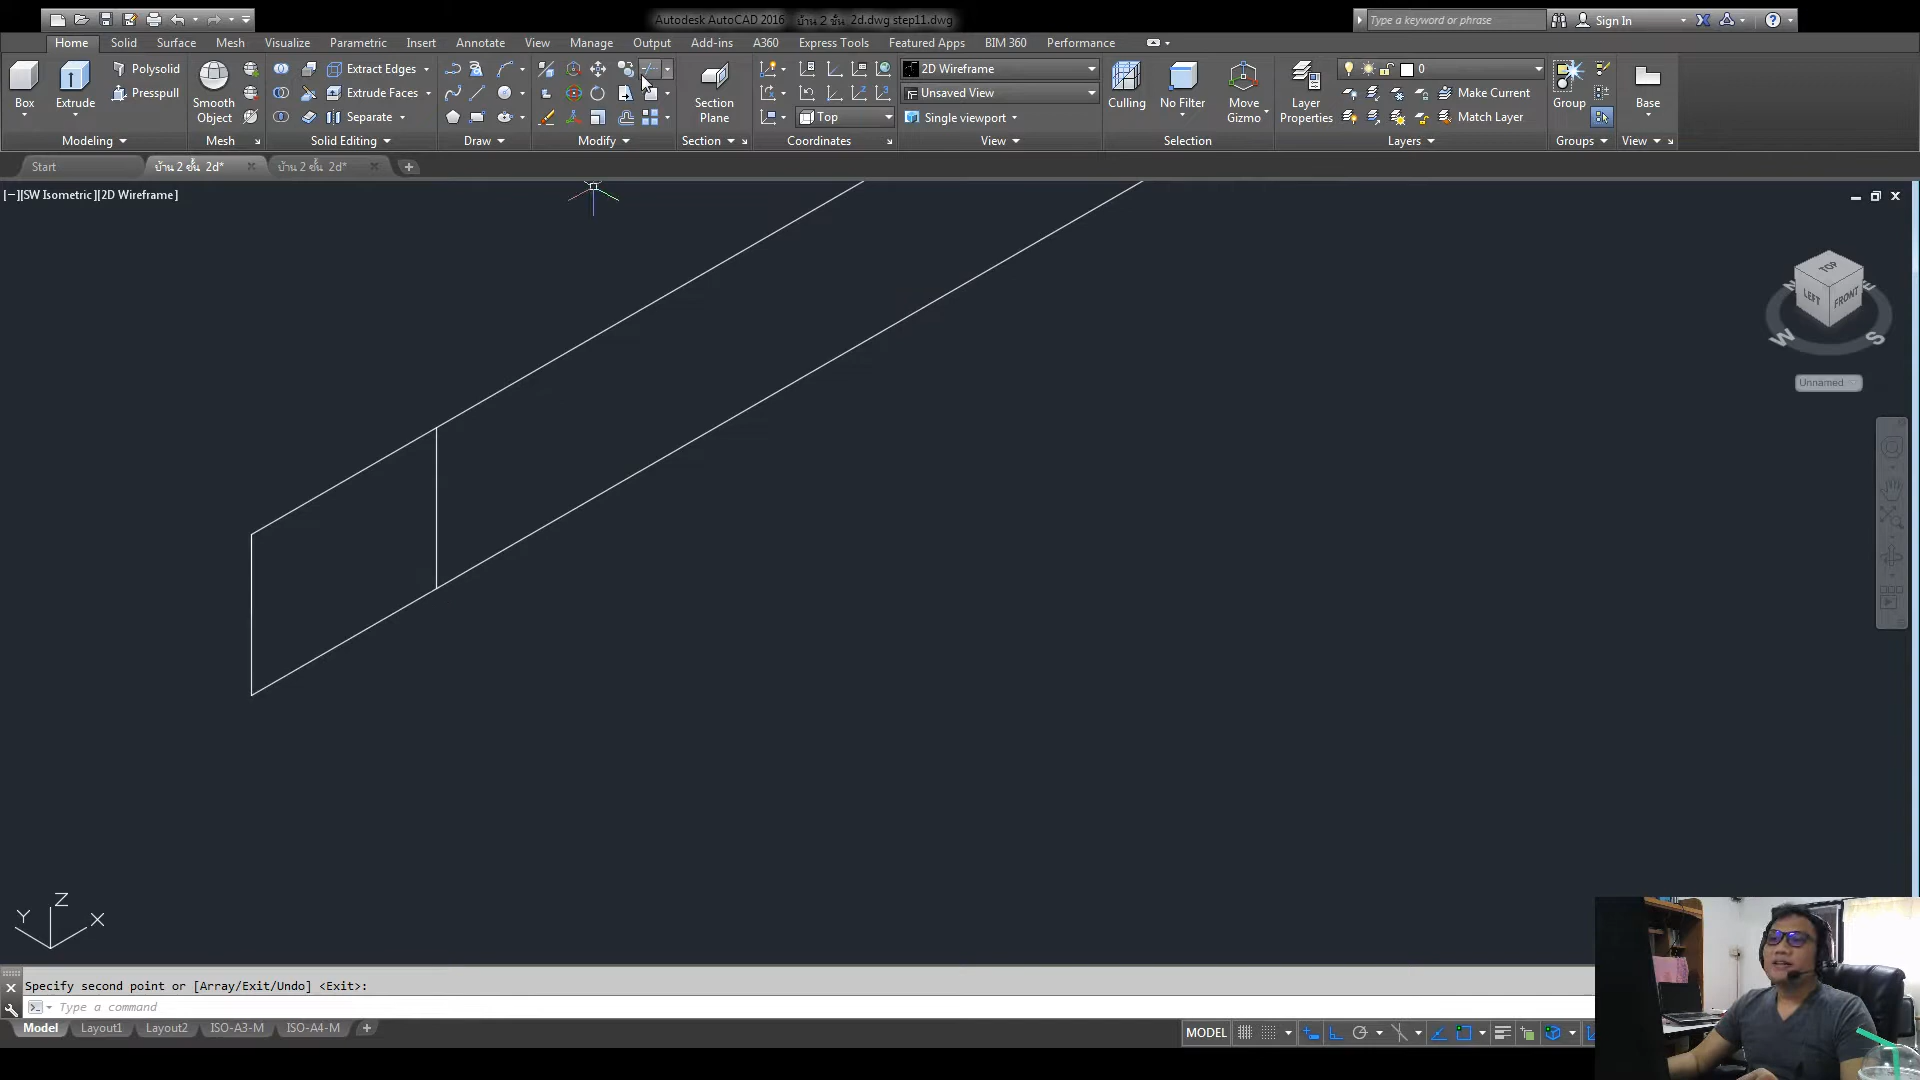 Autodesk AutoCAD 2016 บ้าน 2 ชั้น 2d.dwg step11.dwg
Type a keyword or phrase
Sign In
Home Solid Surface Mesh Visualize Parametric Insert Annotate View Manage Output Add-ins A360 Express Tools Featured Apps BIM 360 Performance
Box
Extrude
Polysolid
Presspull
Modeling
Smooth
Object
Mesh
Extract Edges
Extrude Faces
Separate
Solid Editing
Draw
Modify
Section
Plane
Section
Top
Coordinates
2D Wireframe
Unsaved View
Single viewport
View
Culling
No Filter
Move
Gizmo
Selection
Layer
Properties
0
Make Current
Match Layer
Layers
Group
Groups
Base
View
Start
บ้าน 2 ชั้น 2d*
บ้าน 2 ชั้น 2d*
[−][SW Isometric][2D Wireframe]
TOP
LEFT
FRONT
N
E
W
S
Unnamed
Z
Y
X
Specify second point or [Array/Exit/Undo] <Exit>:
Type a command
Model Layout1 Layout2 ISO-A3-M ISO-A4-M
MODEL